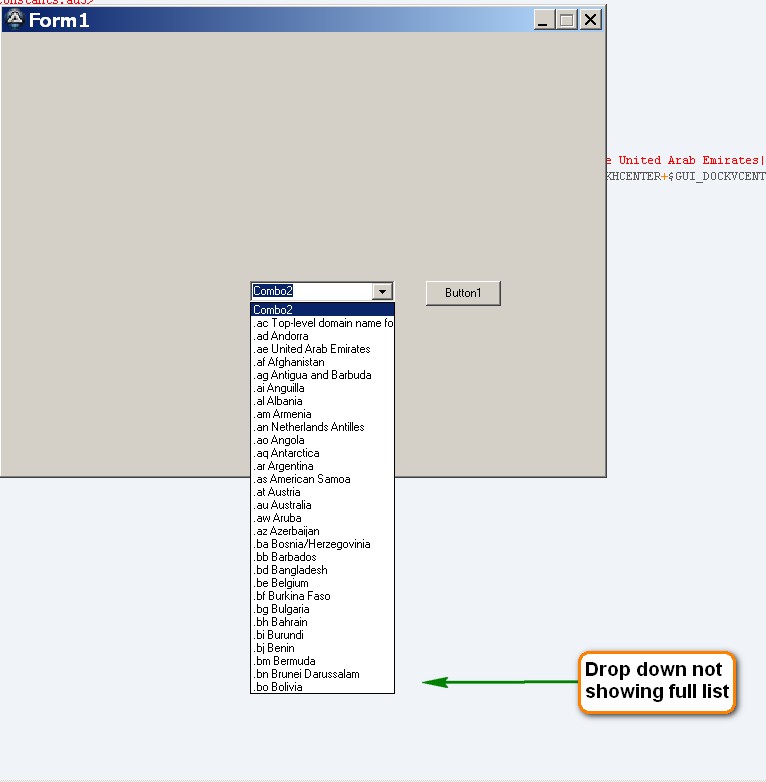 constants.au3>
Form1
e United Arab Emirates|
KHCENTER+$GUI_DOCKVCENT
Combo2
Button1
Combo2
.ac Top-level domain name fo
.ad Andorra
.ae United Arab Emirates
.af Afghanistan
.ag Antigua and Barbuda
.ai Anguilla
.al Albania
.am Armenia
.an Netherlands Antilles
.ao Angola
.aq Antarctica
.ar Argentina
.as American Samoa
.at Austria
.au Australia
.aw Aruba
.az Azerbaijan
.ba Bosnia/Herzegovinia
.bb Barbados
.bd Bangladesh
.be Belgium
.bf Burkina Faso
.bg Bulgaria
.bh Bahrain
.bi Burundi
.bj Benin
.bm Bermuda
.bn Brunei Darussalam
.bo Bolivia
Drop down not
showing full list